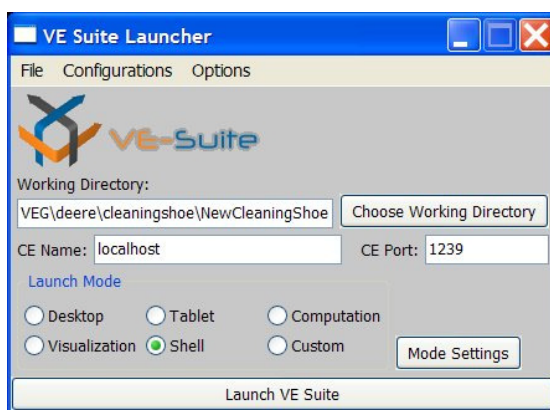 VE Suite Launcher
File Configurations Options
VE-Suite
Working Directory:
VEG\deere\cleaningshoe\NewCleaningShoe Choose Working Directory
CE Name: localhost CE Port: 1239
Launch Mode
Desktop Tablet Computation
Visualization Shell Custom Mode Settings
Launch VE Suite